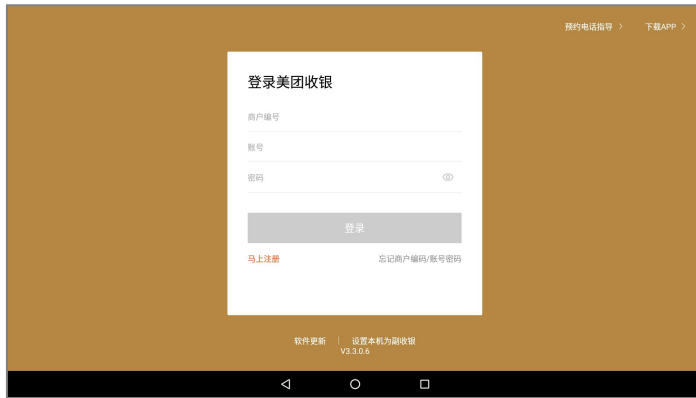 预约电话指导 下载APP
登录美团收银
商户编号
账号
密码
登录
马上注册 忘记商户编码/账号密码
软件更新 设置本机为副收银
V3.3.0.6